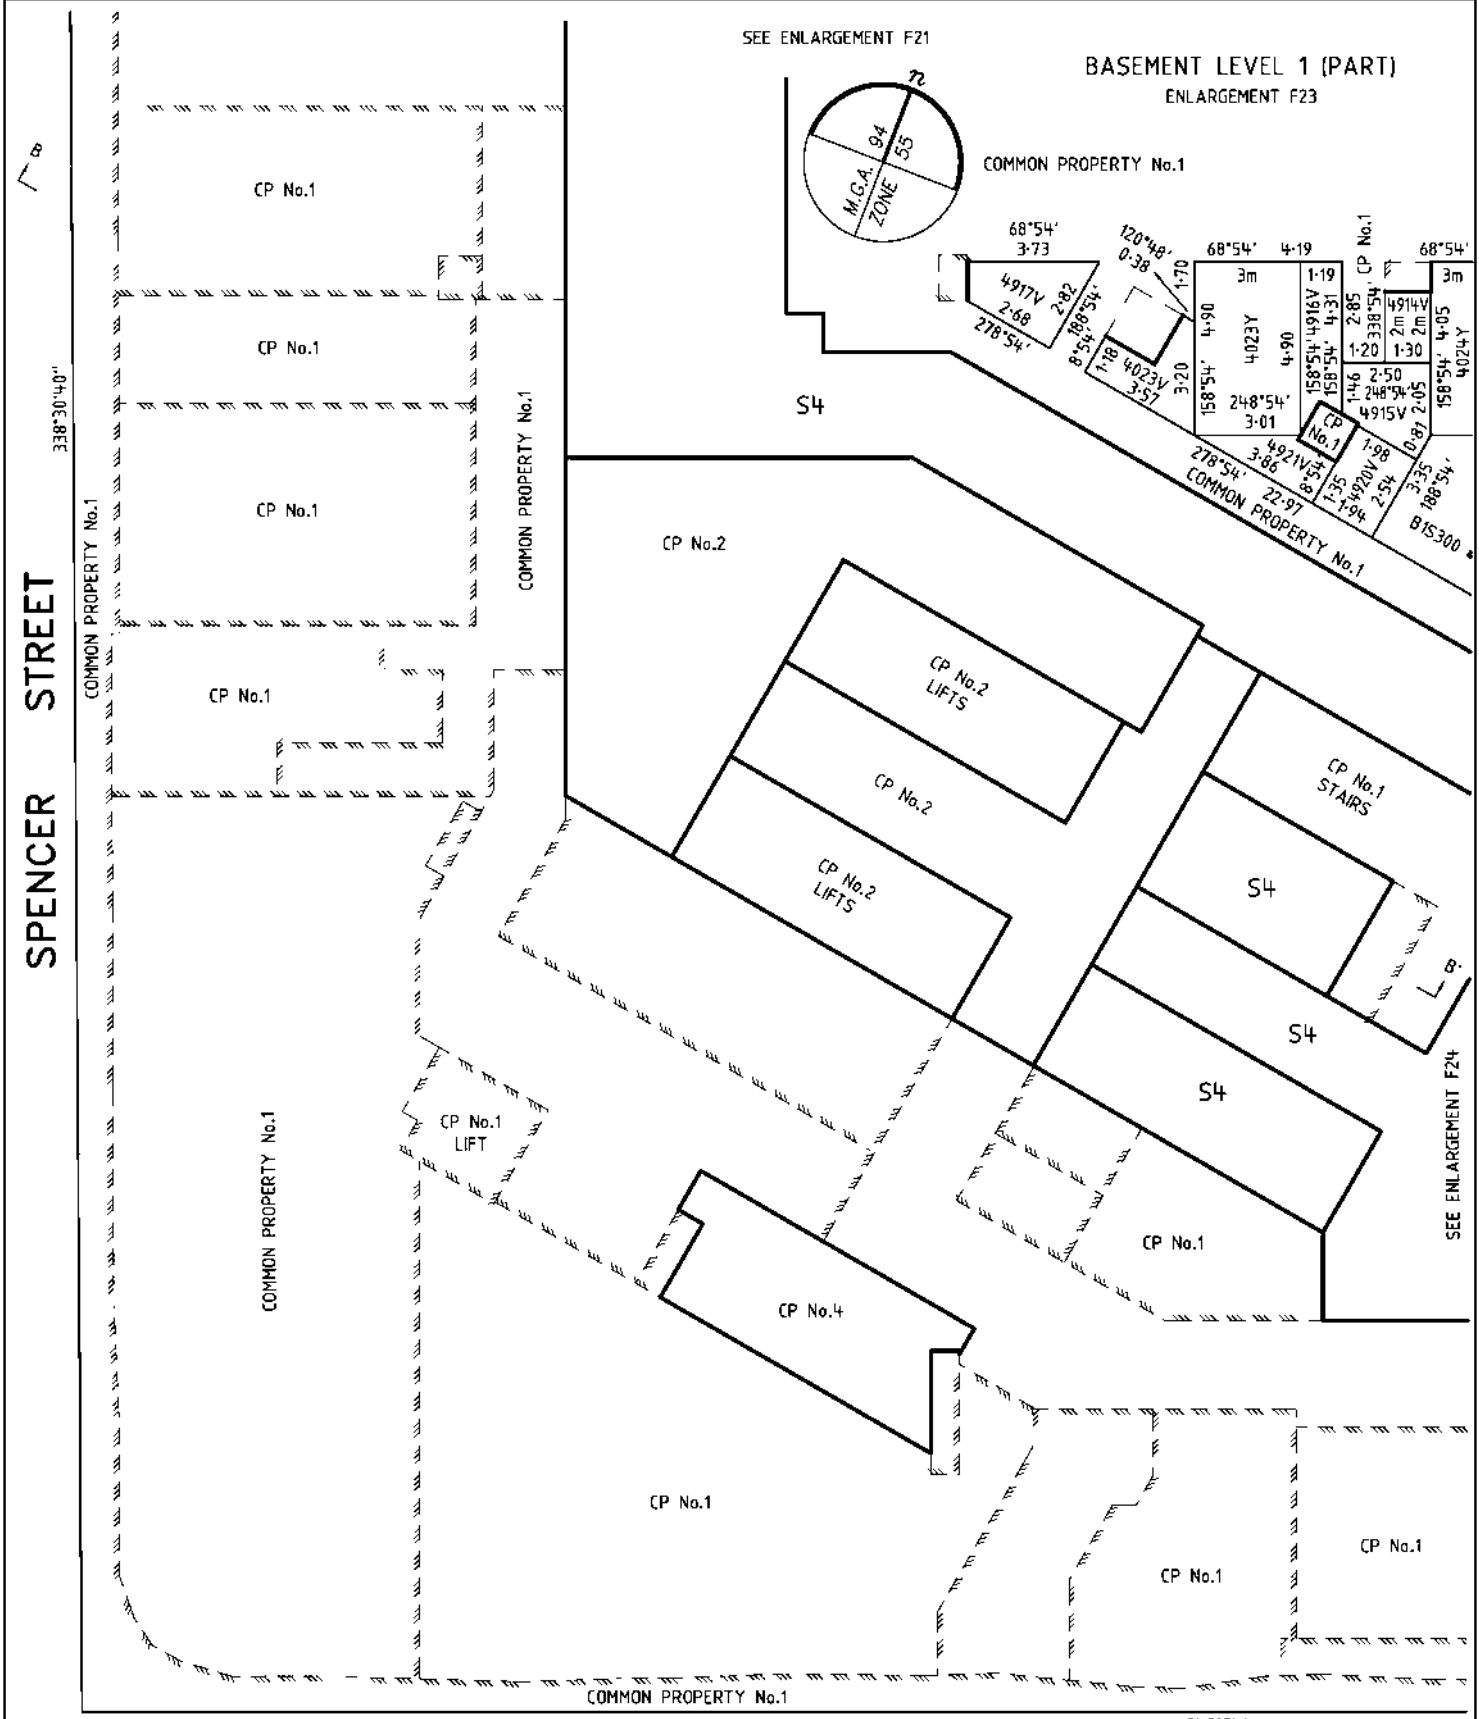 SEE ENLARGEMENT F21
BASEMENT LEVEL 1 (PART)
ENLARGEMENT F23
n
94
55
M.G.A.
ZONE
COMMON PROPERTY No.1
B
CP No.1
68°54'
3·73
4917V
2·68
2·82
188°54'
278°54'
120°48'
0·38
1·70
8°54'
1·18
4023V
3·57
3·20
68°54' 4·19
3m
1·19
4·90
158°54'
4023Y
4·90
248°54'
3·01
158°54' 4916V
158°54' 4·31
CP No.1
2·85
338°54'
1·20
4914V
2m
2m
1·30
68°54'
3m
158°54' 4·05
4024Y
1·46
2·50
248°54'
4915V
2·05
0·81
CP
No.1
4921V
8°54'
3·86
278°54'
22·97
1·98
1·35
4920V
2·54
1·94
3·35
188°54'
B1S300
COMMON PROPERTY No.1
CP No.1
338°30'40"
S4
COMMON PROPERTY No.1
CP No.1
CP No.2
COMMON PROPERTY No.1
SPENCER STREET
CP No.1
CP No.2
LIFTS
CP No.2
CP No.2
LIFTS
CP No.1
STAIRS
S4
B'
S4
S4
SEE ENLARGEMENT F24
CP No.1
LIFT
COMMON PROPERTY No.1
CP No.1
CP No.4
CP No.1
CP No.1
CP No.1
COMMON PROPERTY No.1